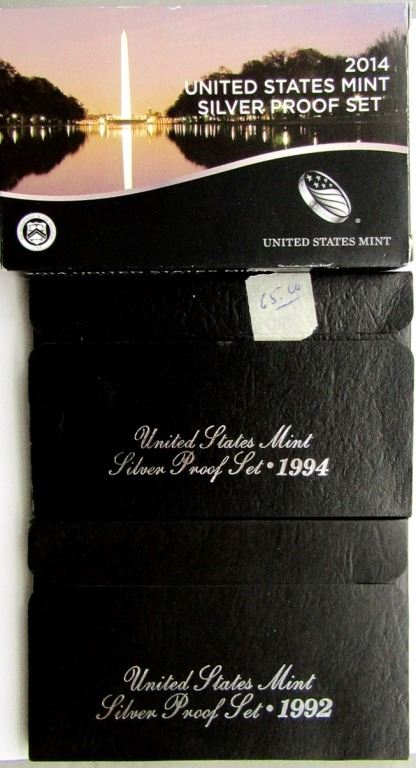 2014
UNITED STATES MINT
SILVER PROOF SET
UNITED STATES MINT
65.00
United States Mint
Silver Proof Set • 1994
United States Mint
Silver Proof Set • 1992